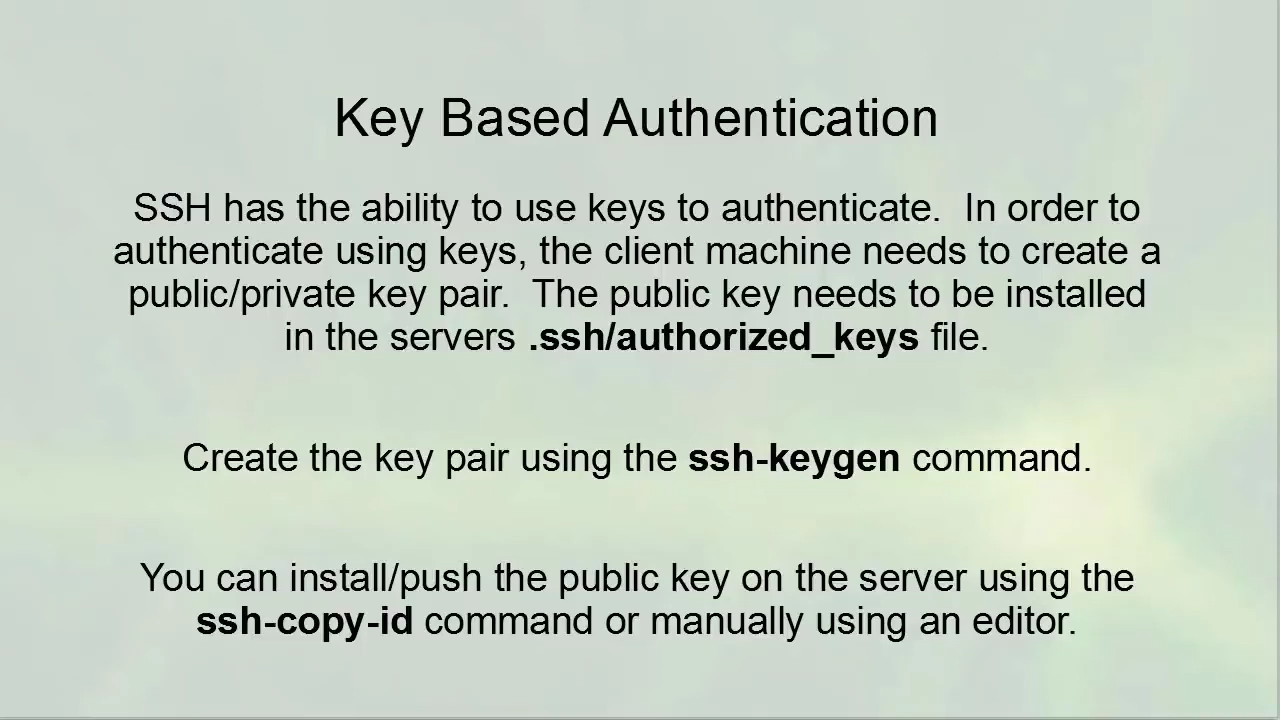 Key Based Authentication
SSH has the ability to use keys to authenticate.  In order to
authenticate using keys, the client machine needs to create a
public/private key pair.  The public key needs to be installed
in the servers .ssh/authorized_keys file.
Create the key pair using the ssh-keygen command.
You can install/push the public key on the server using the
ssh-copy-id command or manually using an editor.